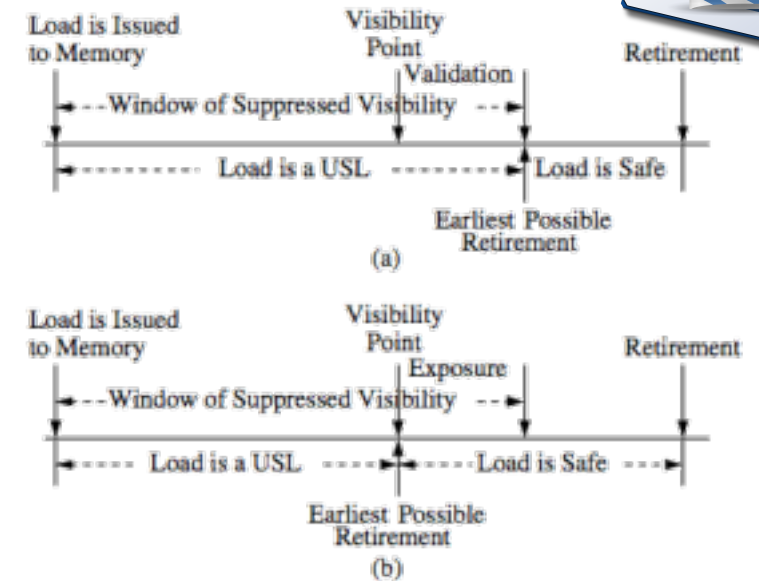 Load is Issued
to Memory
Visibility
Point
Retirement
Validation
Window of Suppressed Visibility
Load is a USL
Load is Safe
Earliest Possible
Retirement
(a)
Load is Issued
to Memory
Visibility
Point
Retirement
Exposure
Window of Suppressed Visibility
Load is a USL
Load is Safe
Earliest Possible
Retirement
(b)